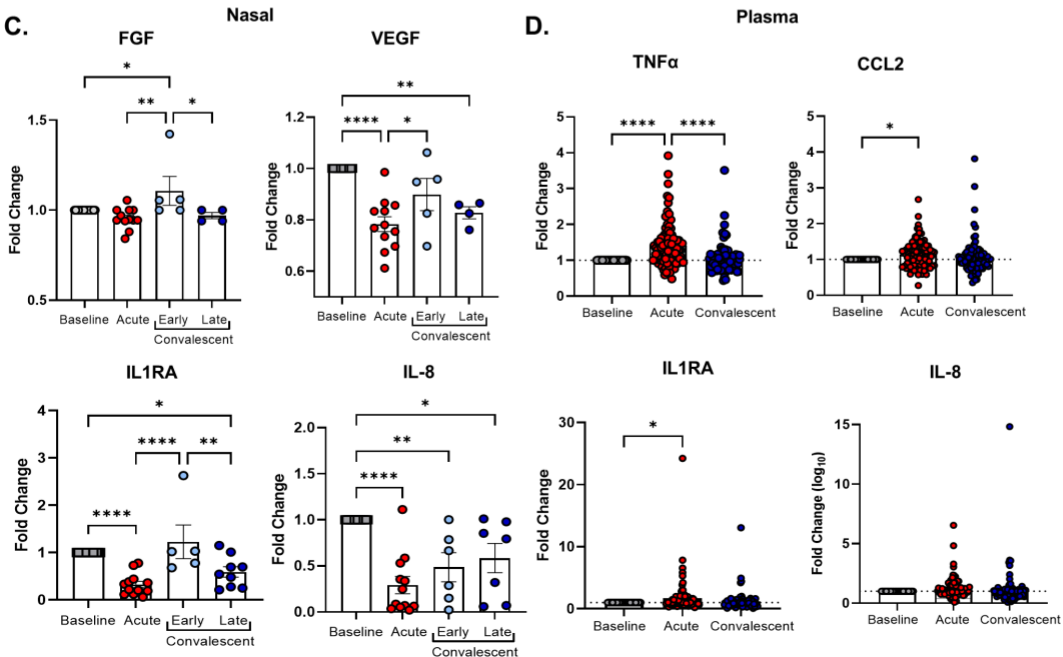 C.
Nasal
FGF
*
** *
1.5
1.0
0.5
Fold Change
Baseline Acute Early Late
Convalescent
VEGF
**
**** *
1.2
1.0
0.8
0.6
Fold Change
Baseline Acute Early Late
Convalescent
IL1RA
*
**** **
****
4
3
2
1
0
Fold Change
Baseline Acute Early Late
Convalescent
IL-8
*
**
****
2.0
1.5
1.0
0.5
0.0
Fold Change
Baseline Acute Early Late
Convalescent
D.
Plasma
TNFα
**** ****
5
4
3
2
1
0
Fold Change
Baseline Acute Convalescent
CCL2
*
5
4
3
2
1
0
Fold Change
Baseline Acute Convalescent
IL1RA
*
30
20
10
0
Fold Change
Baseline Acute Convalescent
IL-8
15
10
5
0
Fold Change (log10)
Baseline Acute Convalescent